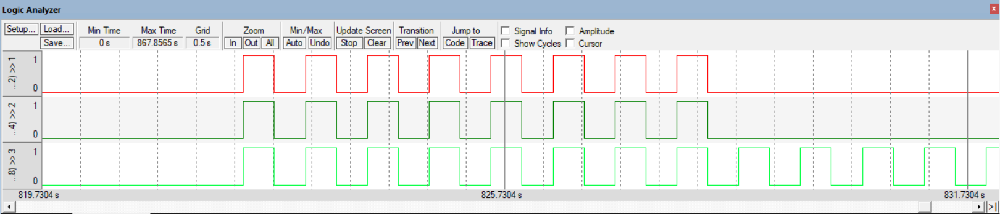 Logic Analyzer
x
Setup... Load... Min Time Max Time Grid Zoom Min/Max Update Screen Transition Jump to Signal Info Amplitude
Save... 0 s 867.8565 s 0.5 s In Out All Auto Undo Stop Clear Prev Next Code Trace Show Cycles Cursor
...2) >> 1
1
0
...4) >> 2
1
0
...8) >> 3
1
0
819.7304 s 825.7304 s 831.7304 s
>|